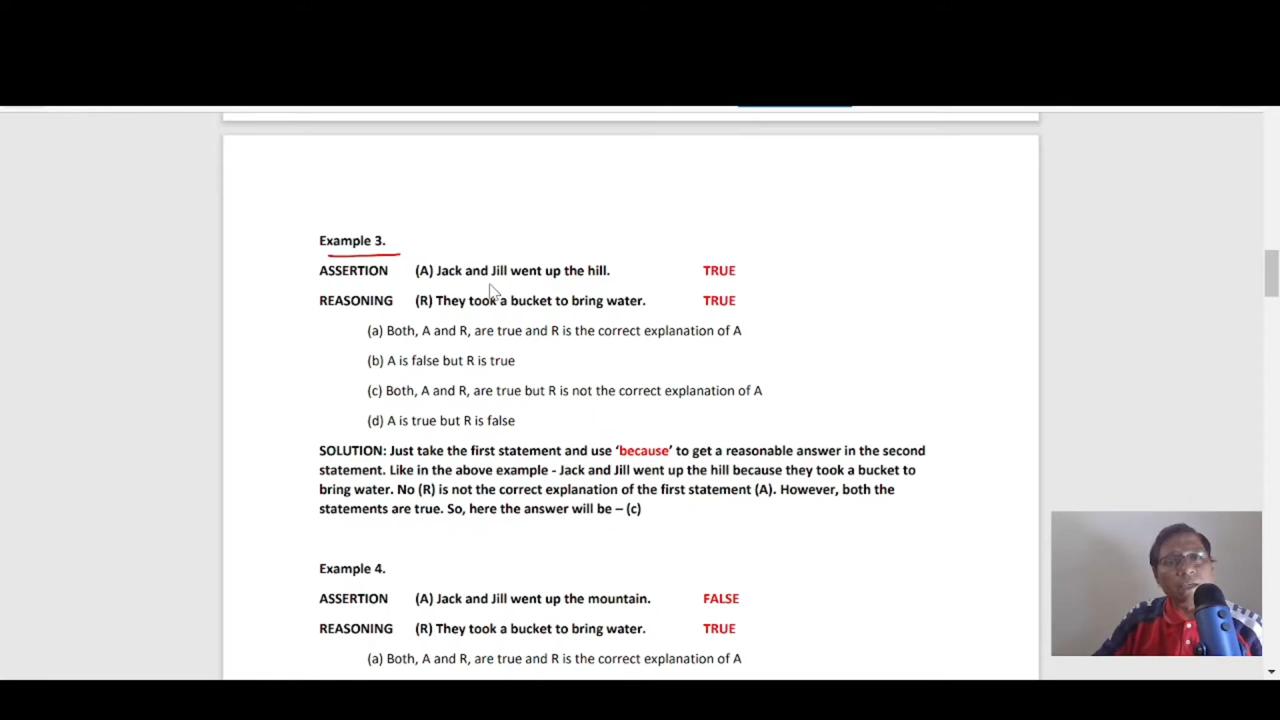 Example 3.
ASSERTION (A) Jack and Jill went up the hill. TRUE
REASONING (R) They took a bucket to bring water. TRUE
(a) Both, A and R, are true and R is the correct explanation of A
(b) A is false but R is true
(c) Both, A and R, are true but R is not the correct explanation of A
(d) A is true but R is false
SOLUTION: Just take the first statement and use ‘because’ to get a reasonable answer in the second
statement. Like in the above example - Jack and Jill went up the hill because they took a bucket to
bring water. No (R) is not the correct explanation of the first statement (A). However, both the
statements are true. So, here the answer will be – (c)
Example 4.
ASSERTION (A) Jack and Jill went up the mountain. FALSE
REASONING (R) They took a bucket to bring water. TRUE
(a) Both, A and R, are true and R is the correct explanation of A